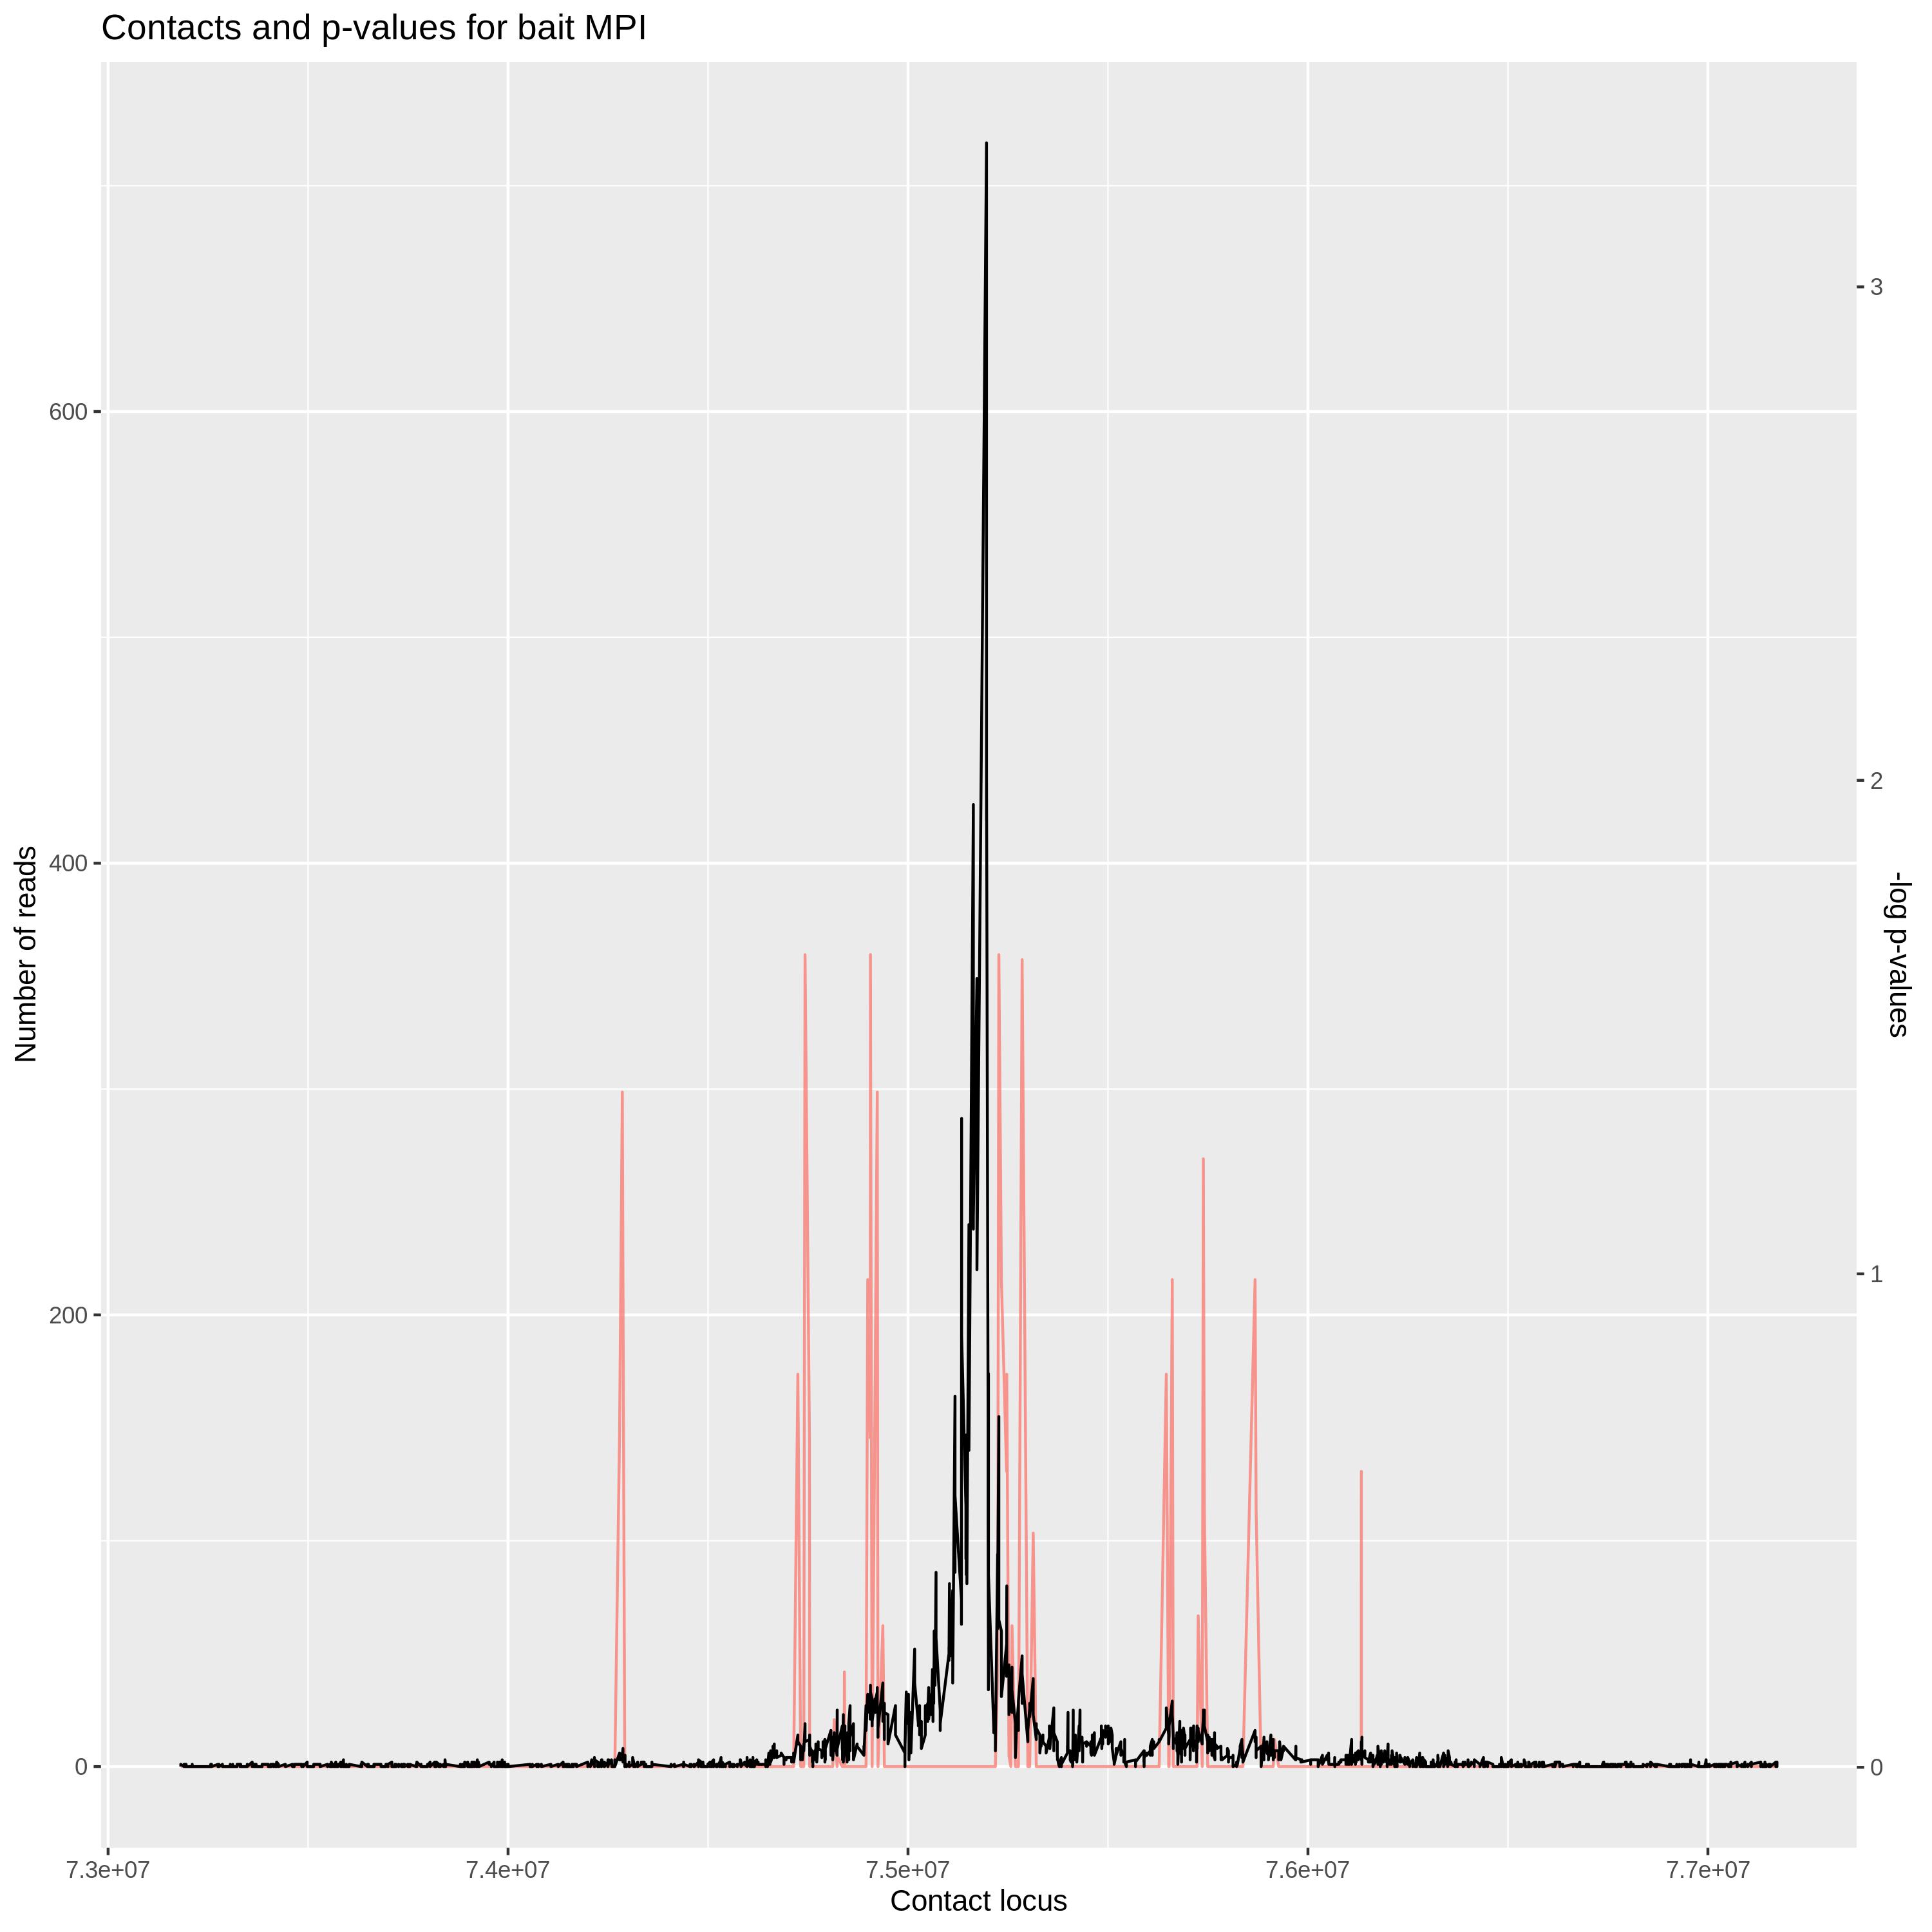 Contacts and p-values for bait MPI
Number of reads
600
400
200
0
3
2
1
0
-log p-values
7.3e+07
7.4e+07
7.5e+07
7.6e+07
7.7e+07
Contact locus